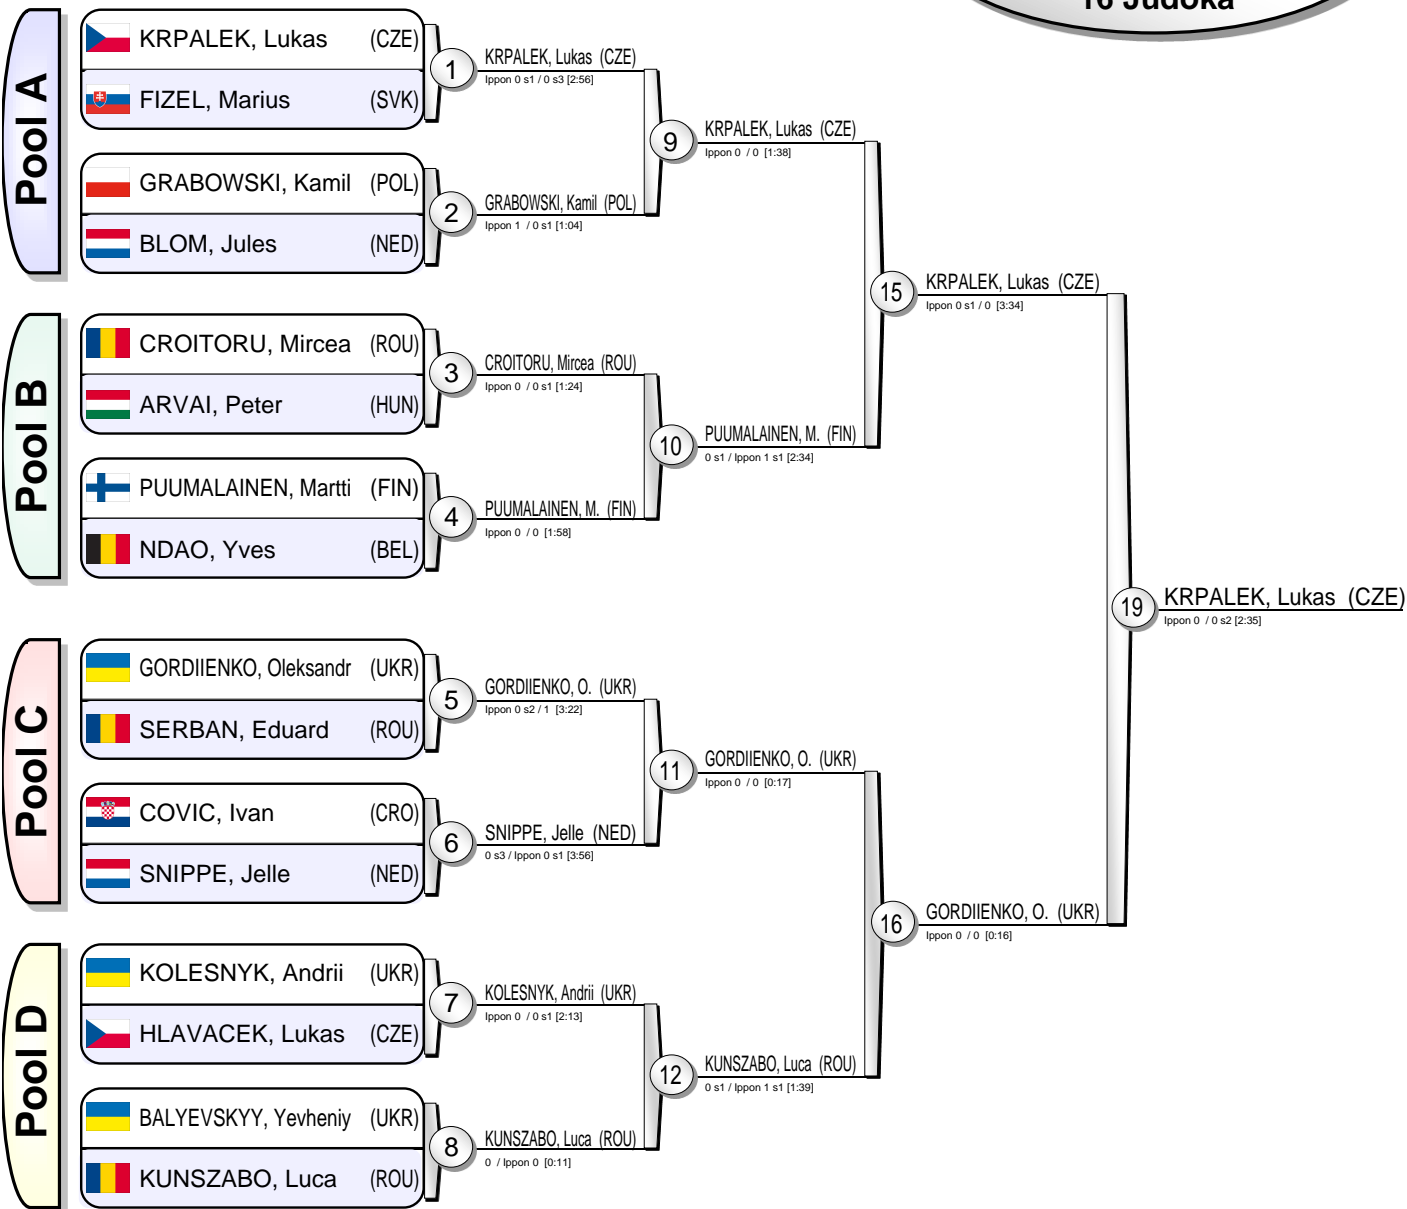 16 Judoka
Pool A
KRPALEK, Lukas (CZE)
FIZEL, Marius (SVK)
1
KRPALEK, Lukas (CZE)
Ippon 0 s1 / 0 s3 [2:56]
GRABOWSKI, Kamil (POL)
BLOM, Jules (NED)
2
GRABOWSKI, Kamil (POL)
Ippon 1 / 0 s1 [1:04]
9
KRPALEK, Lukas (CZE)
Ippon 0 / 0 [1:38]
Pool B
CROITORU, Mircea (ROU)
ARVAI, Peter (HUN)
3
CROITORU, Mircea (ROU)
Ippon 0 / 0 s1 [1:24]
PUUMALAINEN, Martti (FIN)
NDAO, Yves (BEL)
4
PUUMALAINEN, M. (FIN)
Ippon 0 / 0 [1:58]
10
PUUMALAINEN, M. (FIN)
0 s1 / Ippon 1 s1 [2:34]
15
KRPALEK, Lukas (CZE)
Ippon 0 s1 / 0 [3:34]
Pool C
GORDIIENKO, Oleksandr (UKR)
SERBAN, Eduard (ROU)
5
GORDIIENKO, O. (UKR)
Ippon 0 s2 / 1 [3:22]
COVIC, Ivan (CRO)
SNIPPE, Jelle (NED)
6
SNIPPE, Jelle (NED)
0 s3 / Ippon 0 s1 [3:56]
11
GORDIIENKO, O. (UKR)
Ippon 0 / 0 [0:17]
Pool D
KOLESNYK, Andrii (UKR)
HLAVACEK, Lukas (CZE)
7
KOLESNYK, Andrii (UKR)
Ippon 0 / 0 s1 [2:13]
BALYEVSKYY, Yevheniy (UKR)
KUNSZABO, Luca (ROU)
8
KUNSZABO, Luca (ROU)
0 / Ippon 0 [0:11]
12
KUNSZABO, Luca (ROU)
0 s1 / Ippon 1 s1 [1:39]
16
GORDIIENKO, O. (UKR)
Ippon 0 / 0 [0:16]
19
KRPALEK, Lukas (CZE)
Ippon 0 / 0 s2 [2:35]